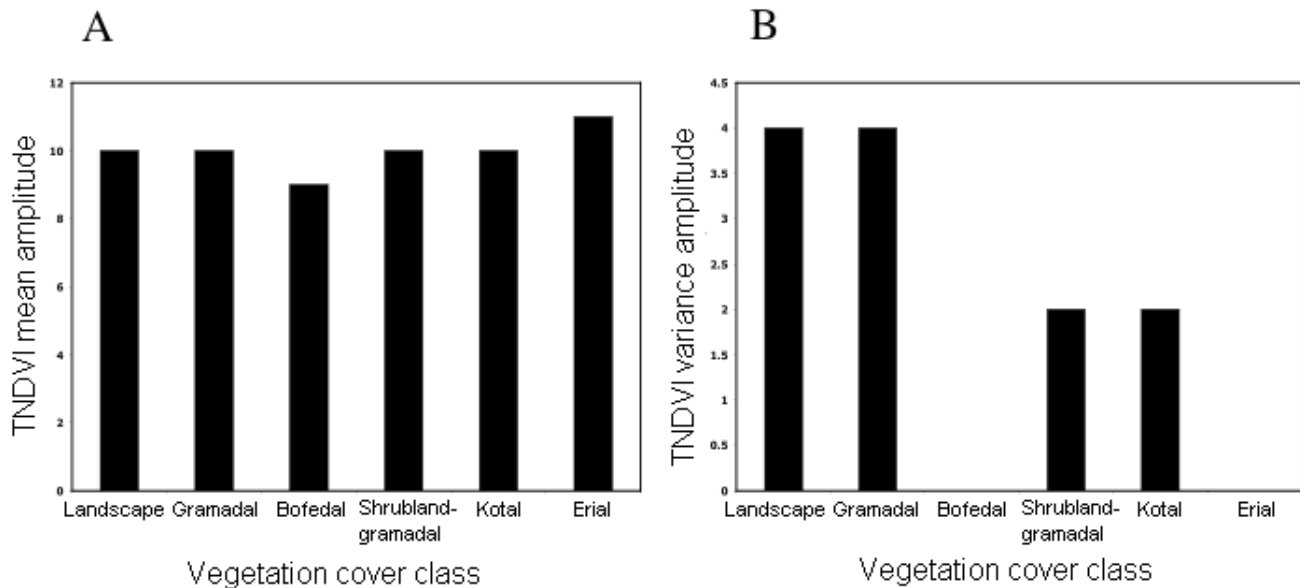 A
B
TNDVI mean amplitude
12
10
8
6
4
2
0
Landscape Gramadal Bofedal Shrubland- Kotal Erial
gramadal
Vegetation cover class
TNDVI variance amplitude
4.5
4
3.5
3
2.5
2
1.5
1
0.5
0
Landscape Gramadal Bofedal Shrubland- Kotal Erial
gramadal
Vegetation cover class